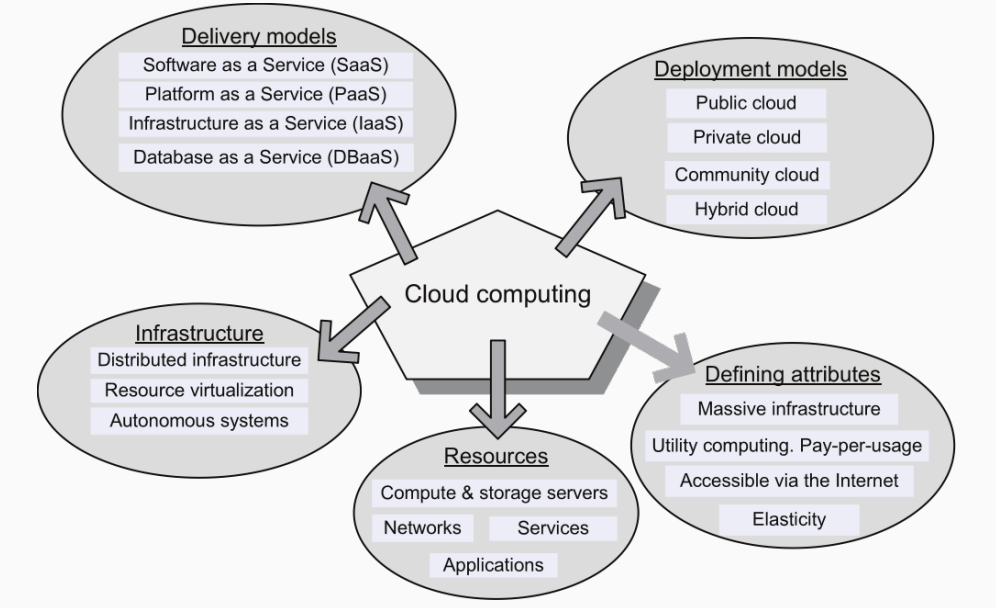 Delivery models
Software as a Service (SaaS)
Platform as a Service (PaaS)
Infrastructure as a Service (IaaS)
Database as a Service (DBaaS)
Deployment models
Public cloud
Private cloud
Community cloud
Hybrid cloud
Cloud computing
Infrastructure
Distributed infrastructure
Resource virtualization
Autonomous systems
Resources
Compute & storage servers
Networks Services
Applications
Defining attributes
Massive infrastructure
Utility computing. Pay-per-usage
Accessible via the Internet
Elasticity